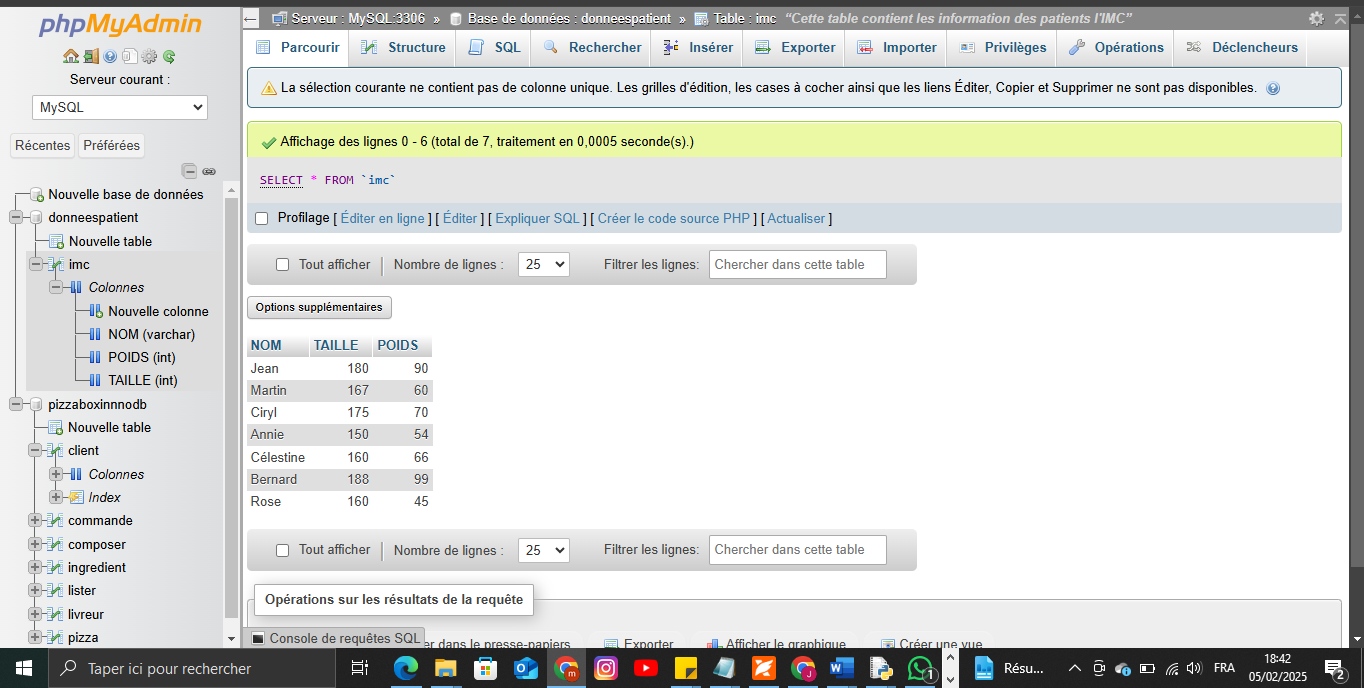 phpMyAdmin
Serveur courant :
MySQL
Récentes Préférées
Nouvelle base de données
donneespatient
Nouvelle table
imc
Colonnes
Nouvelle colonne
NOM (varchar)
POIDS (int)
TAILLE (int)
pizzaboxinnnodb
Nouvelle table
client
Colonnes
Index
commande
composer
ingredient
lister
livreur
pizza
Serveur : MySQL:3306 » Base de données : donneespatient » Table : imc “Cette table contient les information des patients l'IMC”
Parcourir Structure SQL Rechercher Insérer Exporter Importer Privilèges Opérations Déclencheurs
La sélection courante ne contient pas de colonne unique. Les grilles d'édition, les cases à cocher ainsi que les liens Éditer, Copier et Supprimer ne sont pas disponibles.
Affichage des lignes 0 - 6 (total de 7, traitement en 0,0005 seconde(s).)
SELECT * FROM `imc`
Profilage [ Éditer en ligne ] [ Éditer ] [ Expliquer SQL ] [ Créer le code source PHP ] [ Actualiser ]
Tout afficher Nombre de lignes : 25 Filtrer les lignes: Chercher dans cette table
Options supplémentaires
NOM TAILLE POIDS
Jean 180 90
Martin 167 60
Ciryl 175 70
Annie 150 54
Célestine 160 66
Bernard 188 99
Rose 160 45
Tout afficher Nombre de lignes : 25 Filtrer les lignes: Chercher dans cette table
Opérations sur les résultats de la requête
Console de requêtes SQL er dans le presse-papiers Exporter Afficher le graphique Créer une vue
Taper ici pour rechercher
1
Résu...
FRA
18:42
05/02/2025
2